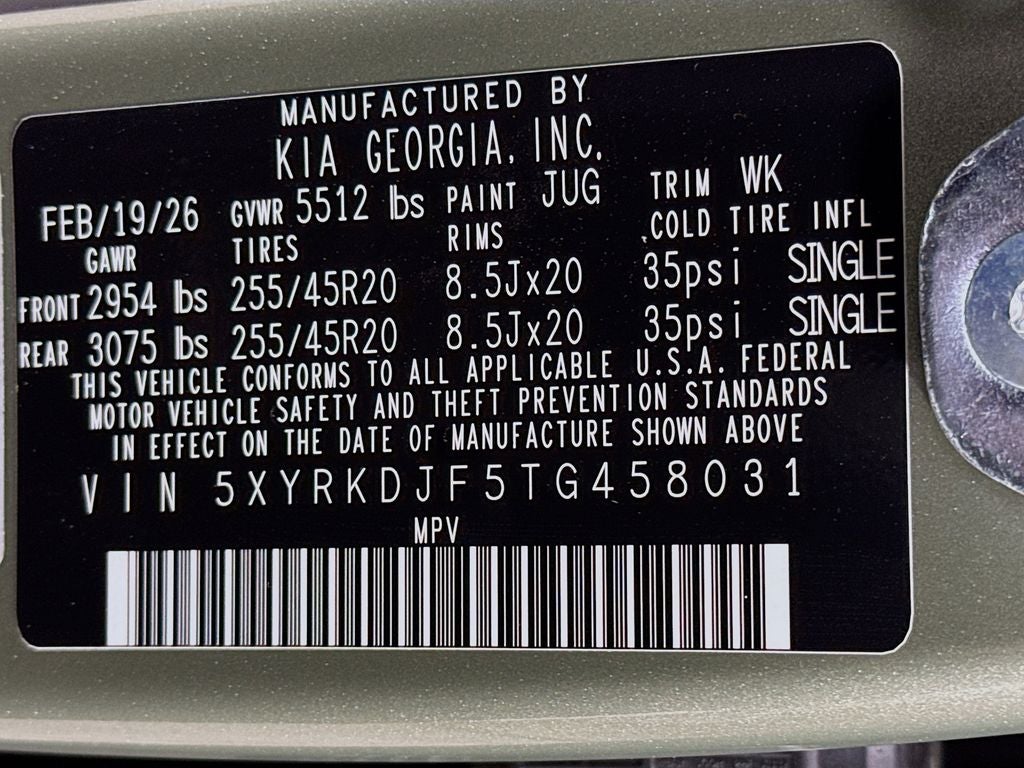 MANUFACTURED BY
KIA GEORGIA, INC.
FEB/19/26 GVWR 5512 lbs PAINT JUG TRIM WK
GAWR TIRES RIMS COLD TIRE INFL
FRONT 2954 lbs 255/45R20 8.5Jx20 35psi SINGLE
REAR 3075 lbs 255/45R20 8.5Jx20 35psi SINGLE
THIS VEHICLE CONFORMS TO ALL APPLICABLE U.S.A. FEDERAL
MOTOR VEHICLE SAFETY AND THEFT PREVENTION STANDARDS
IN EFFECT ON THE DATE OF MANUFACTURE SHOWN ABOVE
VIN 5XYRKDJF5TG458031
MPV